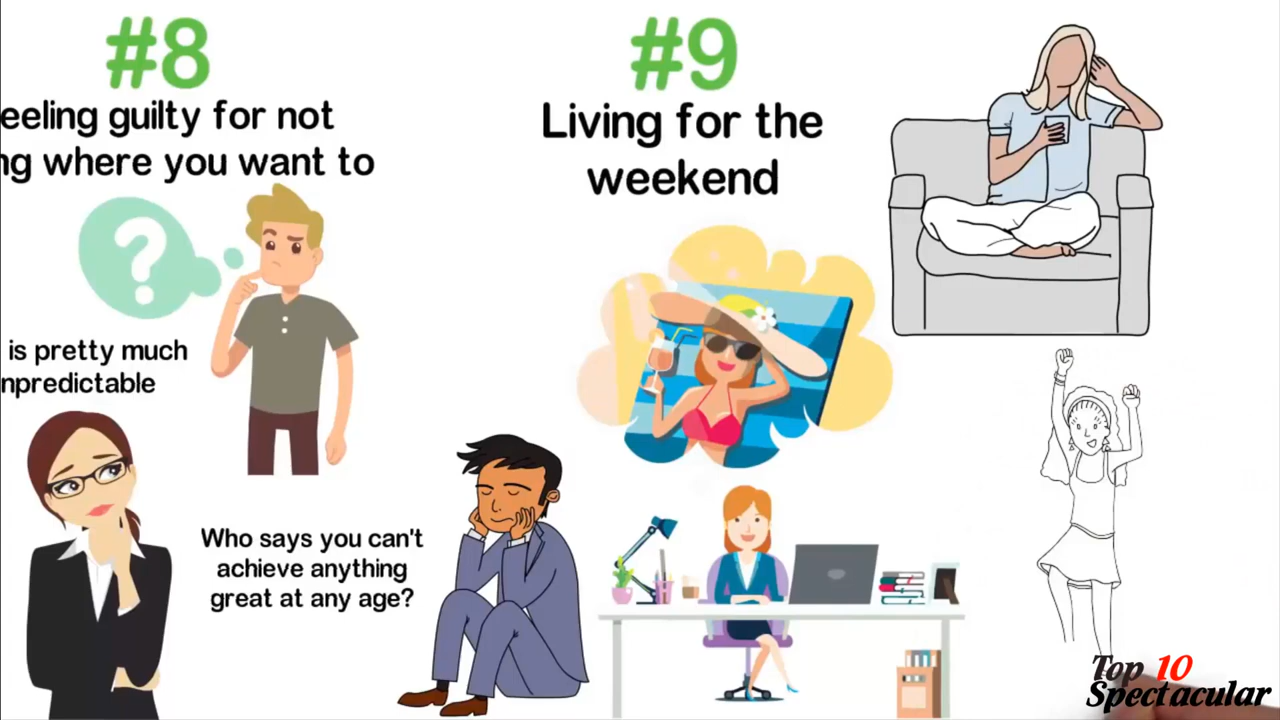 #8
eeling guilty for not
ng where you want to
is pretty much
npredictable
Who says you can't
achieve anything
great at any age?
#9
Living for the
weekend
Top 10
Spectacular